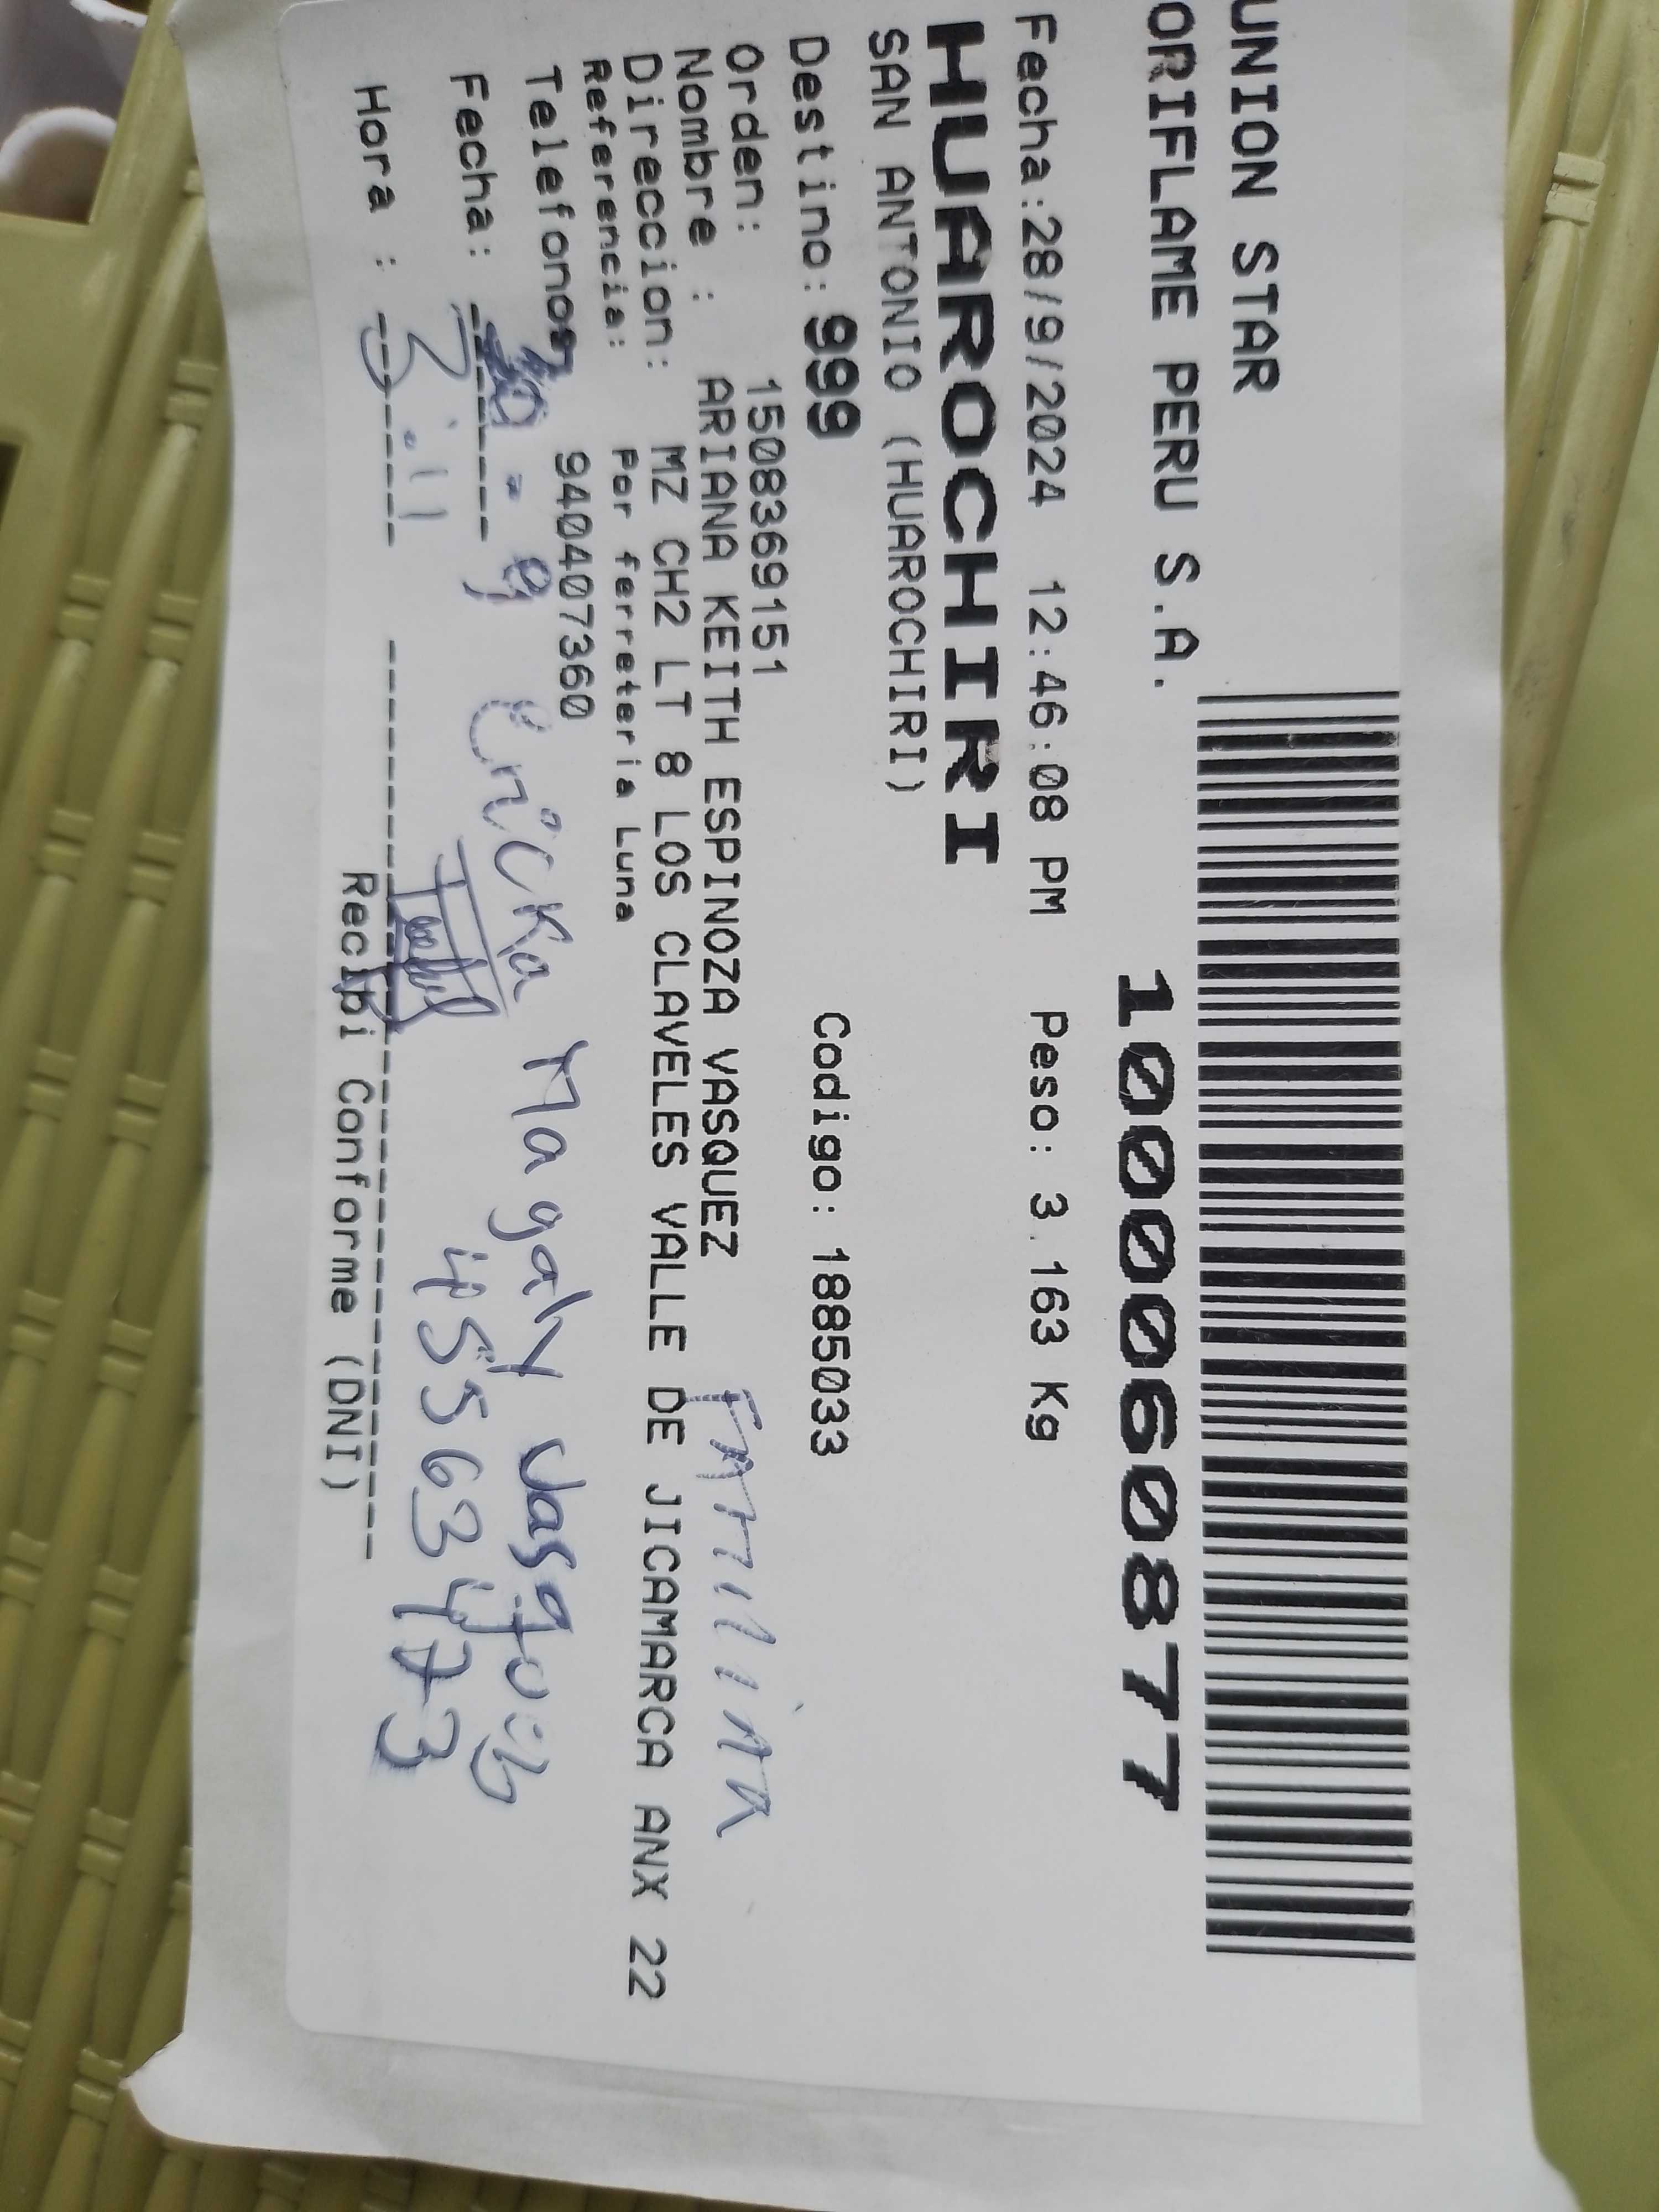 UNION STAR
ORIFLAME PERU S.A.
1000060877
Fecha:28/9/2024 12:46:08 PM Peso: 3.163 Kg
HUAROCHIRI
SAN ANTONIO (HUAROCHIRI)
Destino: 999 Codigo: 1885033
Orden: 1508369151
Nombre : ARIANA KEITH ESPINOZA VASQUEZ Familiar
Direccion: MZ CH2 LT 8 LOS CLAVELES VALLE DE JICAMARCA ANX 22
Referencia: Por ferreteria Luna
Telefonos 940407360
Ericka Magaly Vasquez
Fecha: - 9
45563473
Hora : 3:11
Recibi Conforme (DNI)